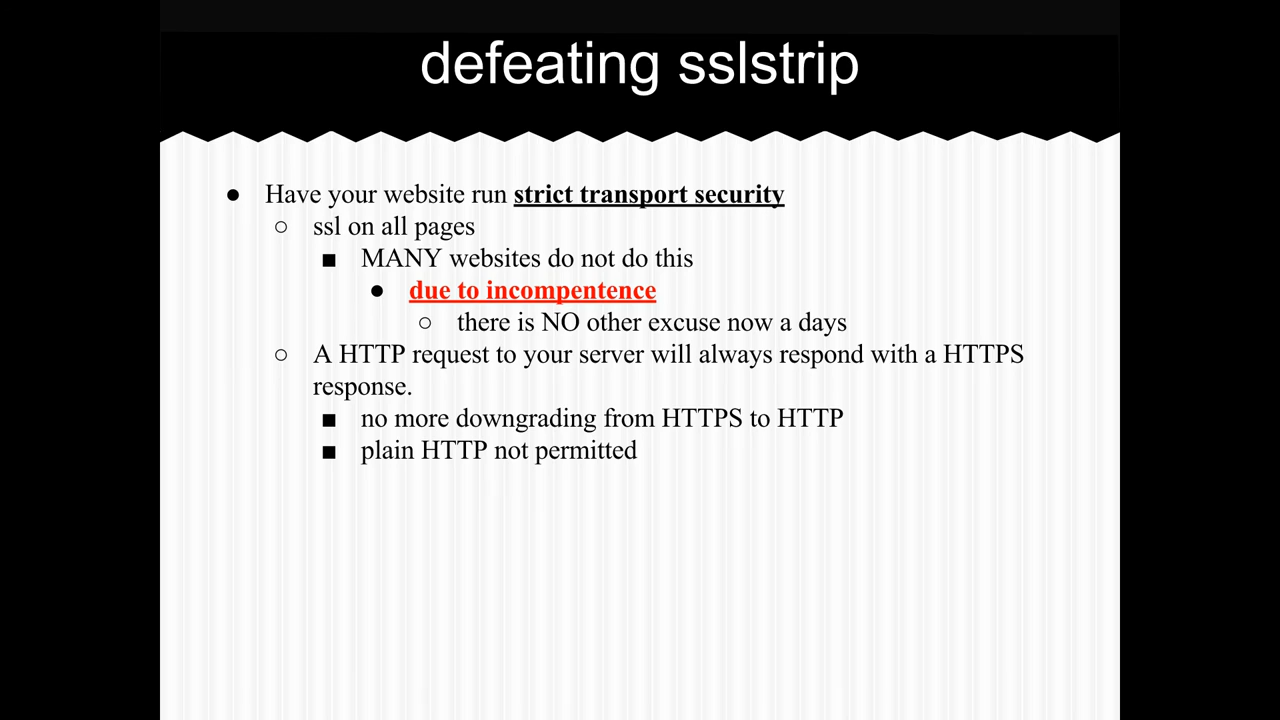 defeating sslstrip
● Have your website run strict transport security
○ ssl on all pages
■ MANY websites do not do this
● due to incompentence
○ there is NO other excuse now a days
○ A HTTP request to your server will always respond with a HTTPS
response.
■ no more downgrading from HTTPS to HTTP
■ plain HTTP not permitted